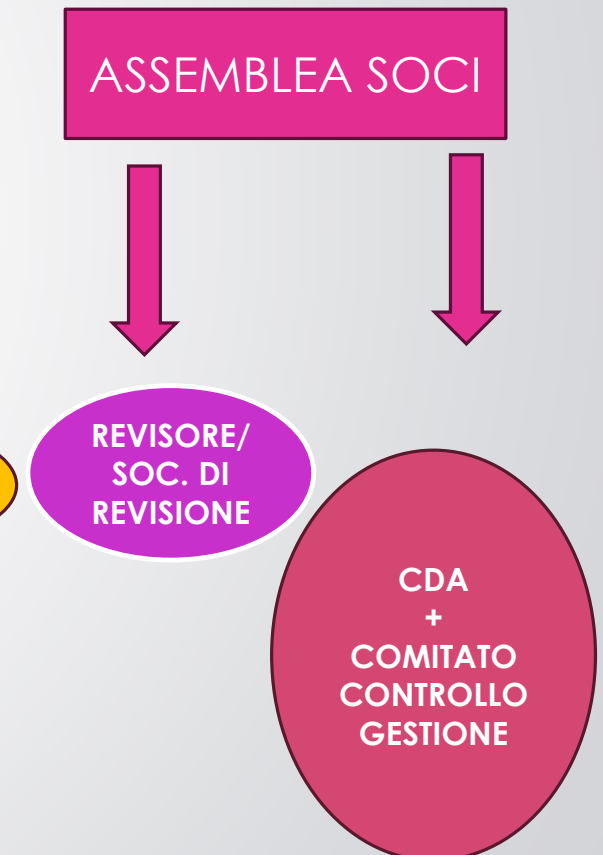 ASSEMBLEA SOCI
REVISORE/
SOC. DI
REVISIONE
CDA
+
COMITATO
CONTROLLO
GESTIONE